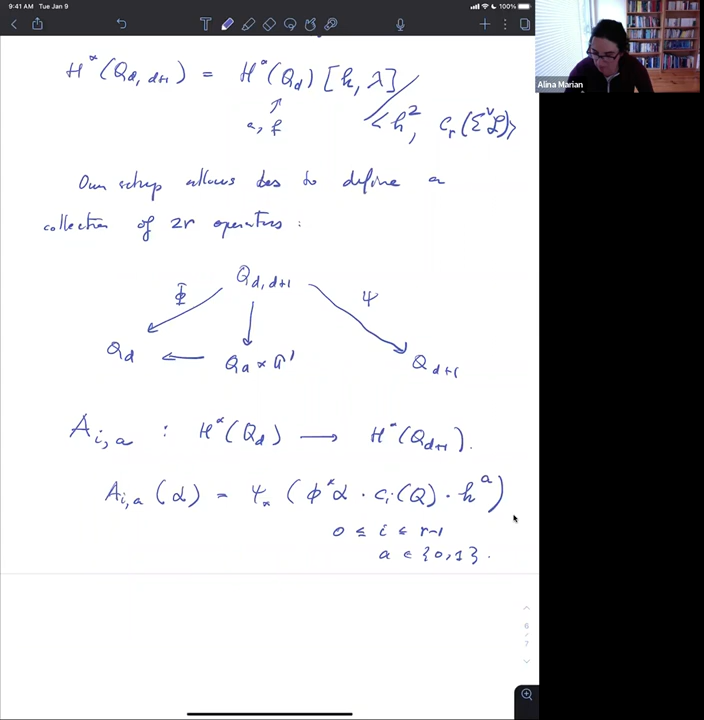 9:41 AM Tue Jan 9
100%
Alina Marian
H*(Q_{d,d+1}) = H*(Q_d)[h, λ] / ⟨h², c_r(Σ^∨ ℒ)⟩
a, f
Our setup allows us to define a
collection of 2r operators :
Q_{d,d+1}
Φ Ψ
Q_d ← Q_d × ℙ¹ Q_{d+1}
A_{i,a} : H*(Q_d) → H*(Q_{d+1}).
A_{i,a}(α) = Ψ_*(φ*α · c_i(Q) · h^a)
0 ≤ i ≤ r-1
a ∈ {0,1}.
6
/
7